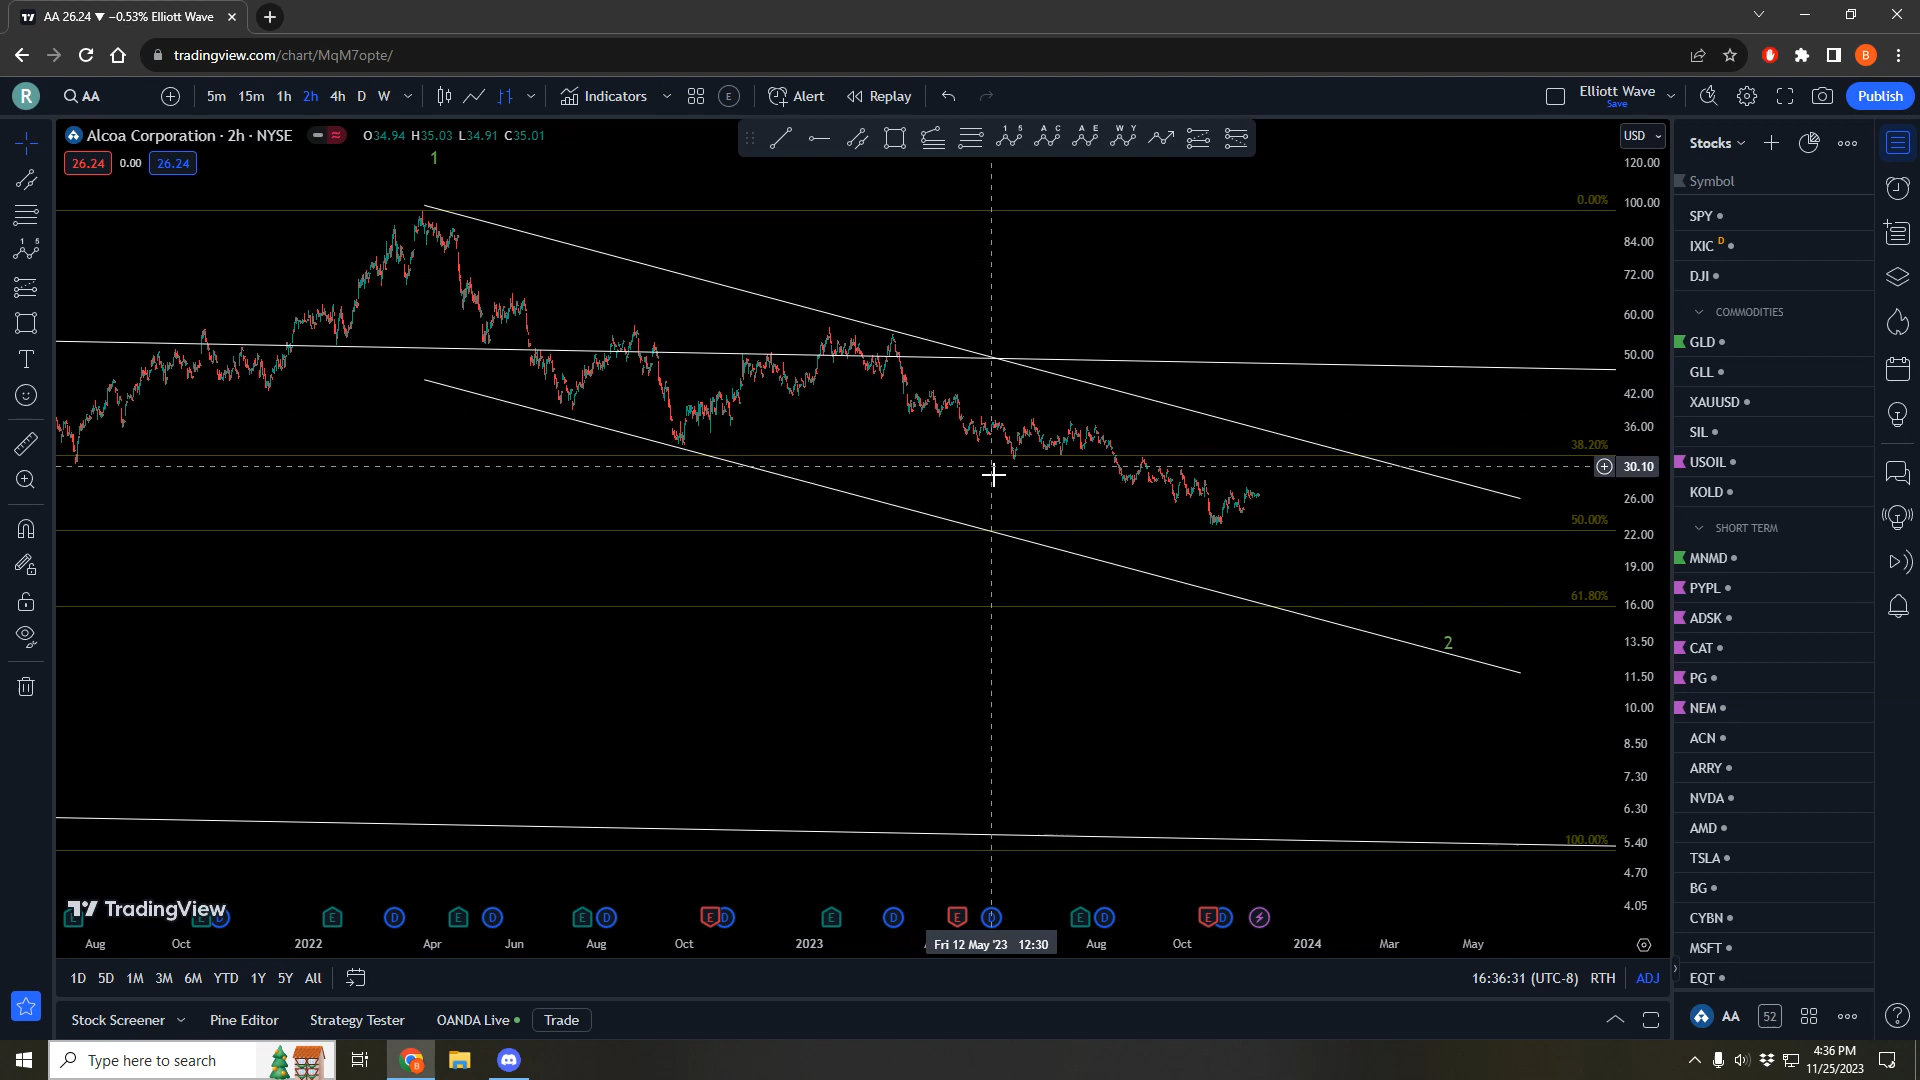 AA 26.24 ▼ −0.53% Elliott Wave
tradingview.com/chart/MqM7opte/
B
R
AA
5m 15m 1h 2h 4h D W
Indicators
E
Alert
Replay
Elliott Wave
Save
Publish
Alcoa Corporation · 2h · NYSE
O34.94 H35.03 L34.91 C35.01
26.24 0.00 26.24
1 5
A C
A E
W Y
USD
Stocks
Symbol
SPY
IXIC D
DJI
COMMODITIES
GLD
GLL
XAUUSD
SIL
USOIL
KOLD
SHORT TERM
MNMD
PYPL
ADSK
CAT
PG
NEM
ACN
ARRY
NVDA
AMD
TSLA
BG
CYBN
MSFT
EQT
1
2
0.00%
38.20%
50.00%
61.80%
100.00%
120.00
100.00
84.00
72.00
60.00
50.00
42.00
36.00
30.10
26.00
22.00
19.00
16.00
13.50
11.50
10.00
8.50
7.30
6.30
5.40
4.70
4.05
TradingView
E E D E D E D E D E D E D E D E D E D
Aug Oct 2022 Apr Jun Aug Oct 2023 Fri 12 May '23 12:30 Aug Oct 2024 Mar May
1D 5D 1M 3M 6M YTD 1Y 5Y All
16:36:31 (UTC-8) RTH ADJ
Stock Screener Pine Editor Strategy Tester OANDA Live Trade
AA 52
Type here to search
4:36 PM
11/25/2023